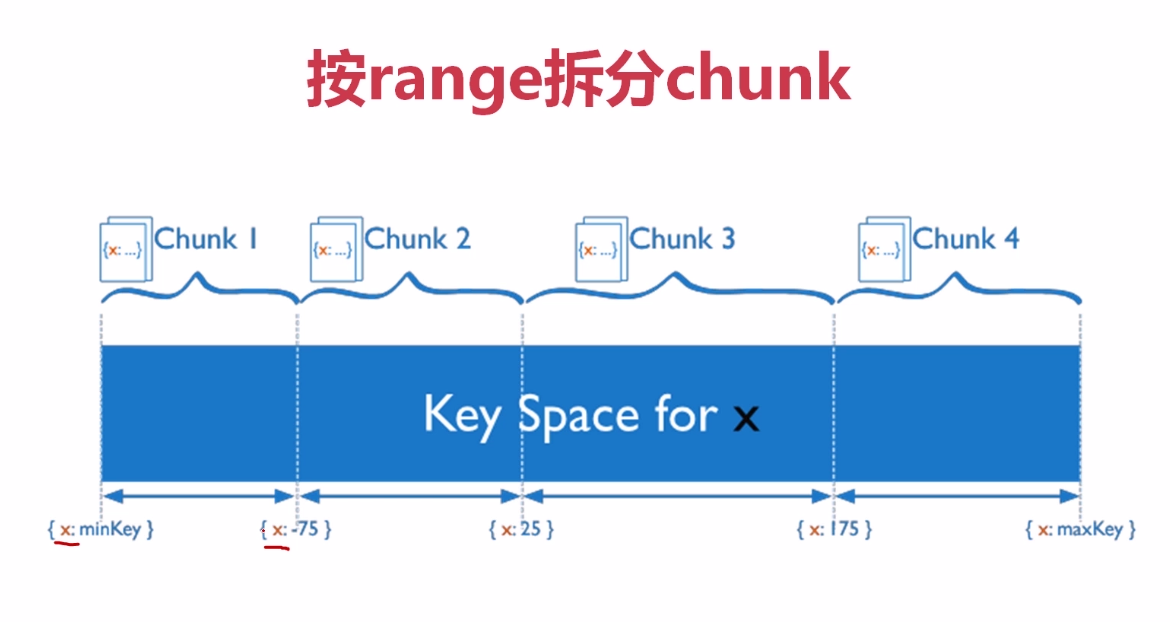 按range拆分chunk
{x: ...} Chunk 1
{x: ...} Chunk 2
{x: ...} Chunk 3
{x: ...} Chunk 4
Key Space for x
{ x: minKey }
{ x: -75 }
{ x: 25 }
{ x: 175 }
{ x: maxKey }